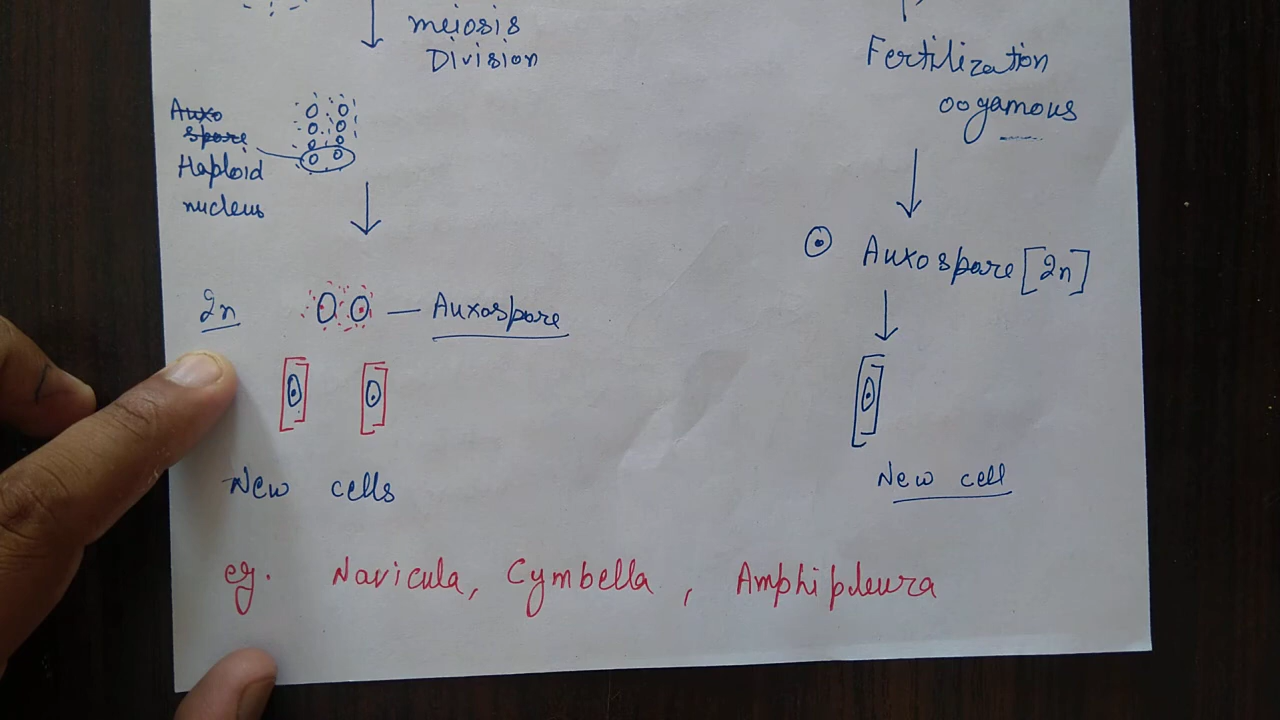 meiosis
Division
Auxo
spore
Haploid
nucleus
2n
Auxospore
New cells
Fertilization
oogamous
Auxospore [2n]
New cell
eg. Navicula, Cymbella, Amphipleura